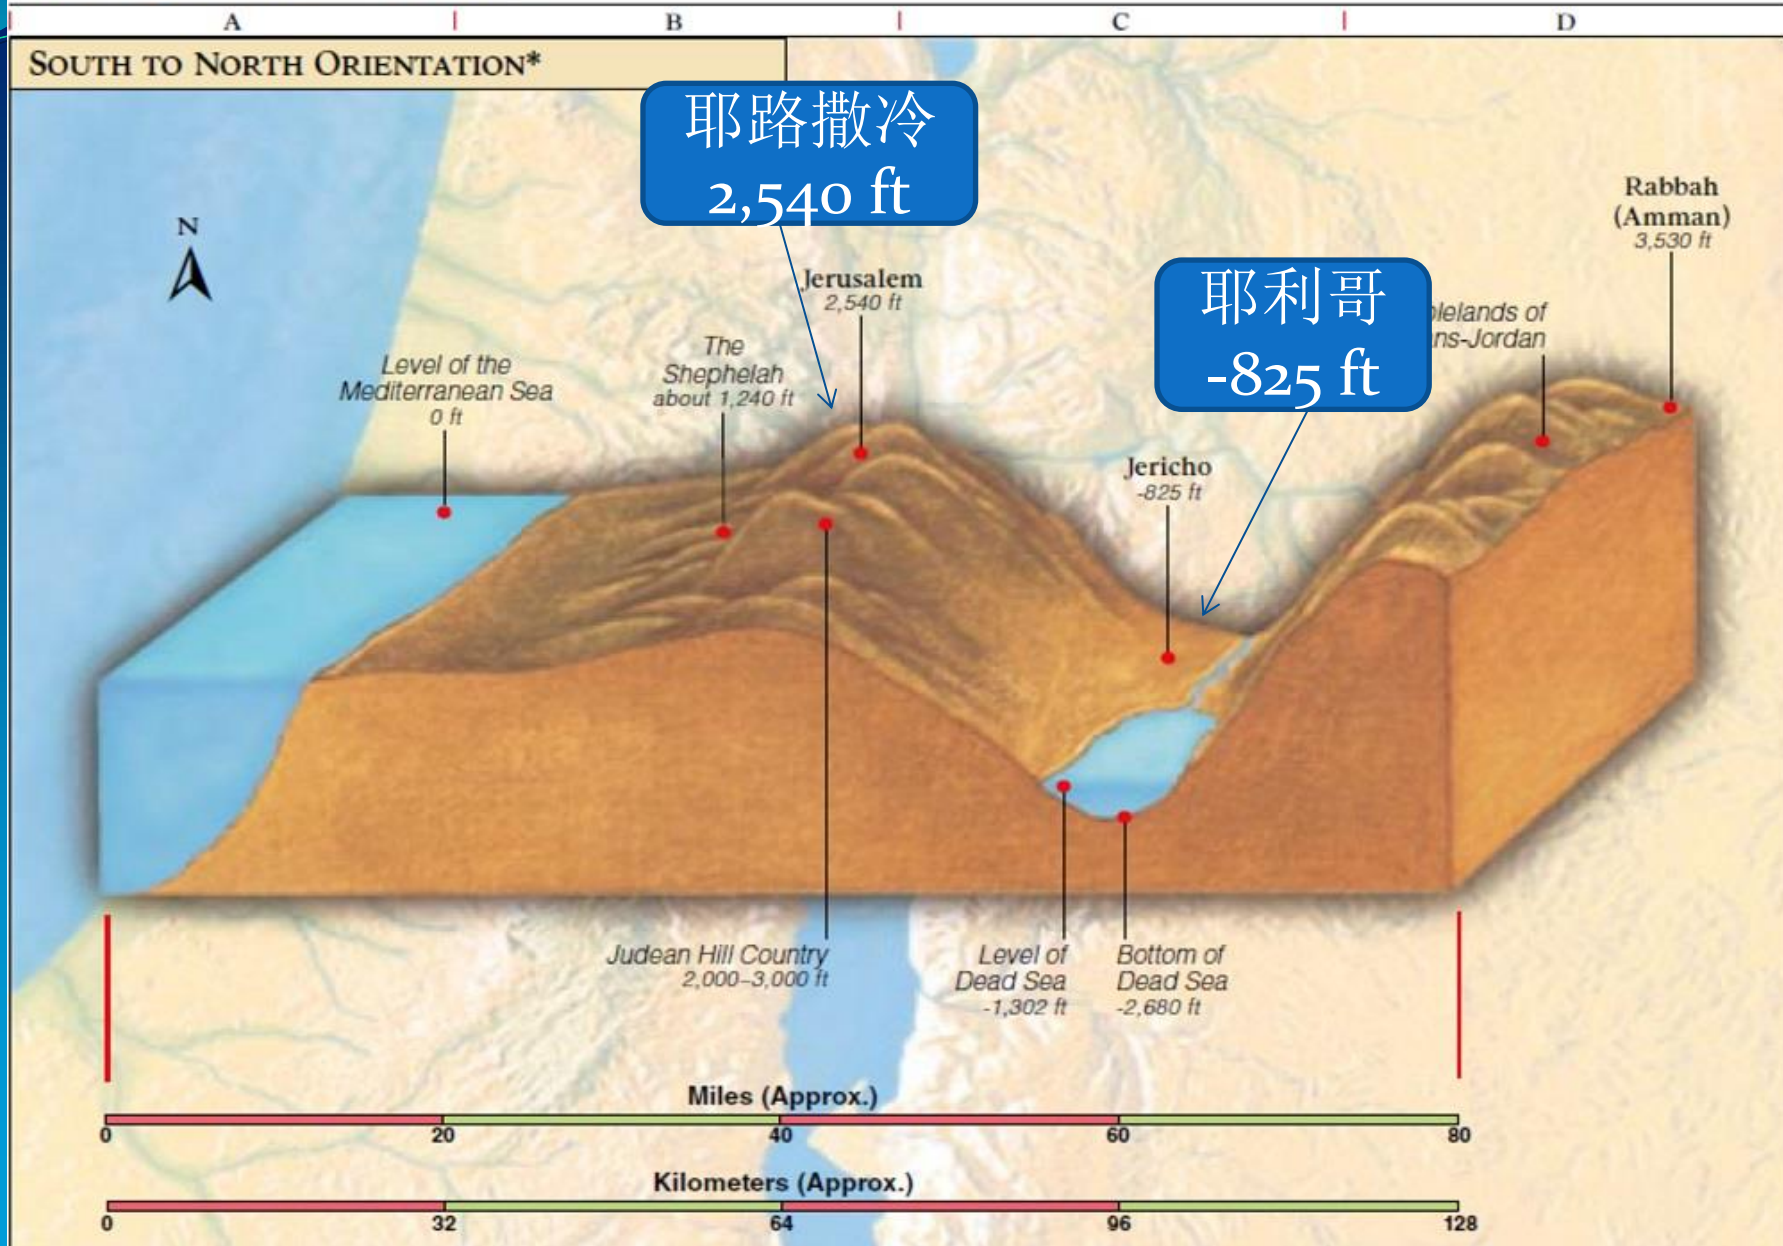 A B C D
SOUTH TO NORTH ORIENTATION*
耶路撒冷
2,540 ft
N
Rabbah
(Amman)
3,530 ft
Jerusalem
2,540 ft
耶利哥
-825 ft
lelands of
ns-Jordan
The
Shephelah
about 1,240 ft
Level of the
Mediterranean Sea
0 ft
Jericho
-825 ft
Judean Hill Country
2,000–3,000 ft
Level of
Dead Sea
-1,302 ft
Bottom of
Dead Sea
-2,680 ft
Miles (Approx.)
0 20 40 60 80
Kilometers (Approx.)
0 32 64 96 128